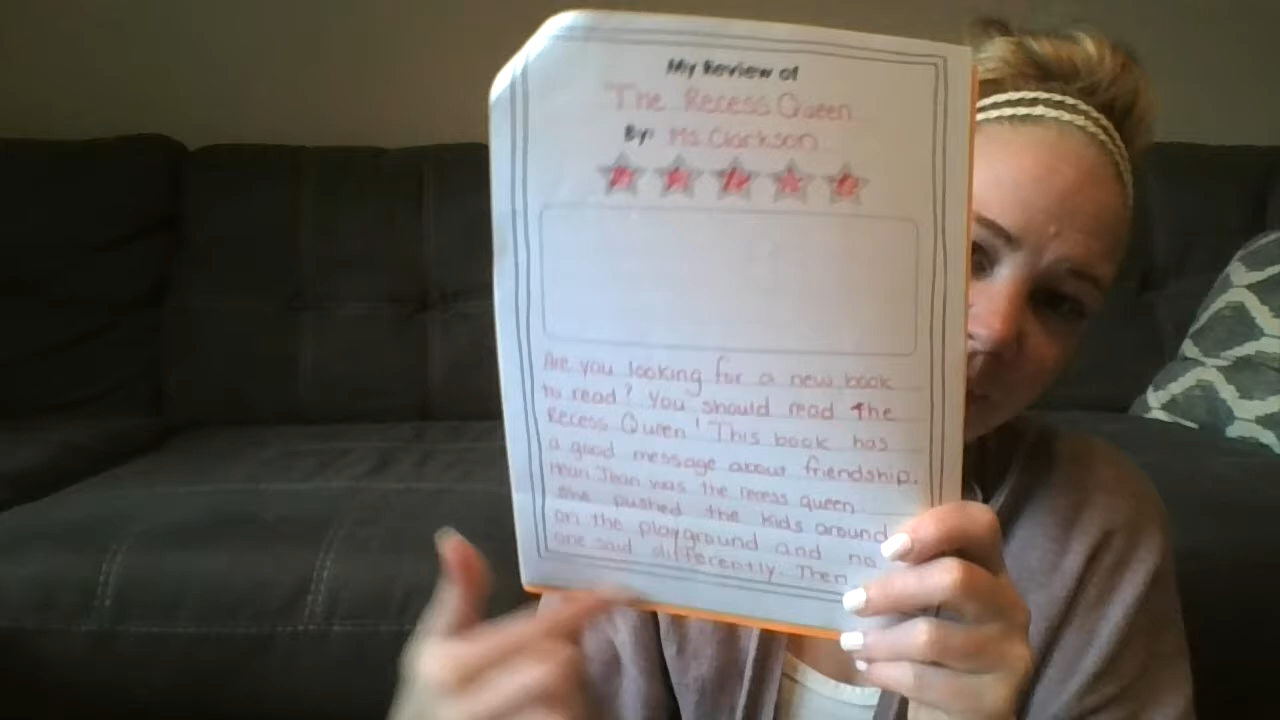 My Review of
The Recess Queen
By: Ms. Clarkson
Are you looking for a new book
to read? You should read The
Recess Queen! This book has
a good message about friendship.
Mean Jean was the recess queen.
She pushed the kids around
on the playground and no
one said differently. Then